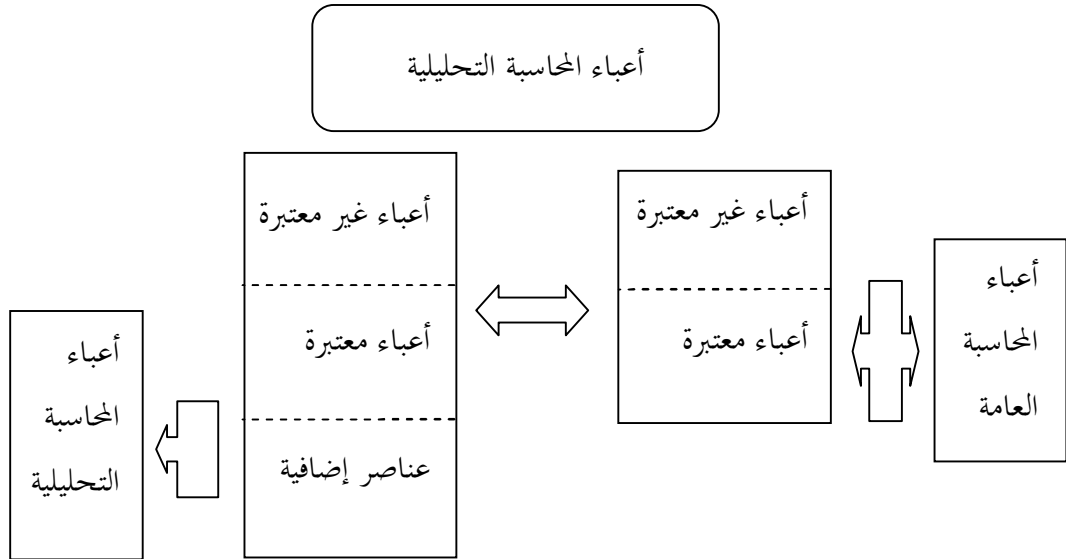 أعباء المحاسبة التحليلية
أعباء
المحاسبة
العامة
أعباء غير معتبرة
أعباء معتبرة
أعباء غير معتبرة
أعباء معتبرة
عناصر إضافية
أعباء
المحاسبة
التحليلية